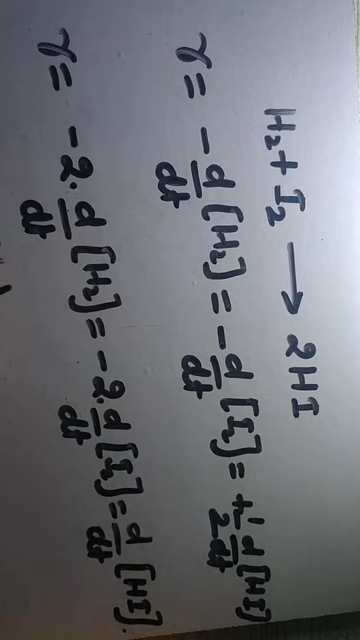 H₂ + I₂ → 2HI
r = - d/dt [H₂] = - d/dt [I₂] = + 1/2 d/dt [HI]
r = - 2. d/dt [H₂] = - 2. d/dt [I₂] = d/dt [HI].